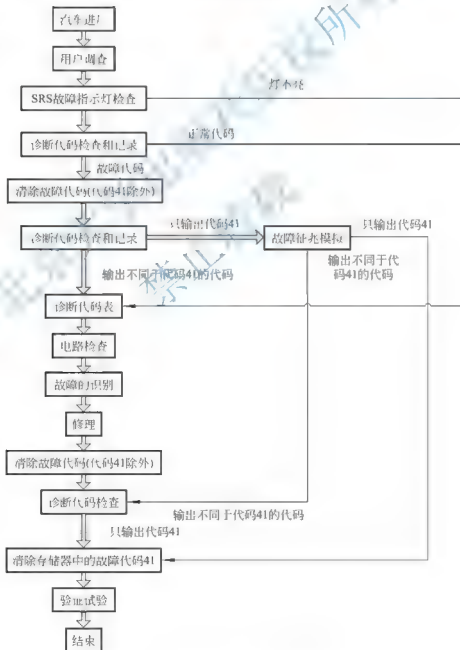 汽车进厂
用户调查
SRS故障指示灯检查
灯不亮
诊断代码检查和记录
正常代码
故障代码
清除故障代码(代码41除外)
诊断代码检查和记录
只输出代码41
故障征兆模拟
只输出代码41
输出不同于代码41的代码
输出不同于代
码41的代码
诊断代码表
电路检查
故障的识别
修理
清除故障代码(代码41除外)
诊断代码检查
输出不同于代码41的代码
只输出代码41
清除存储器中的故障代码41
验证试验
结束
禁止
所